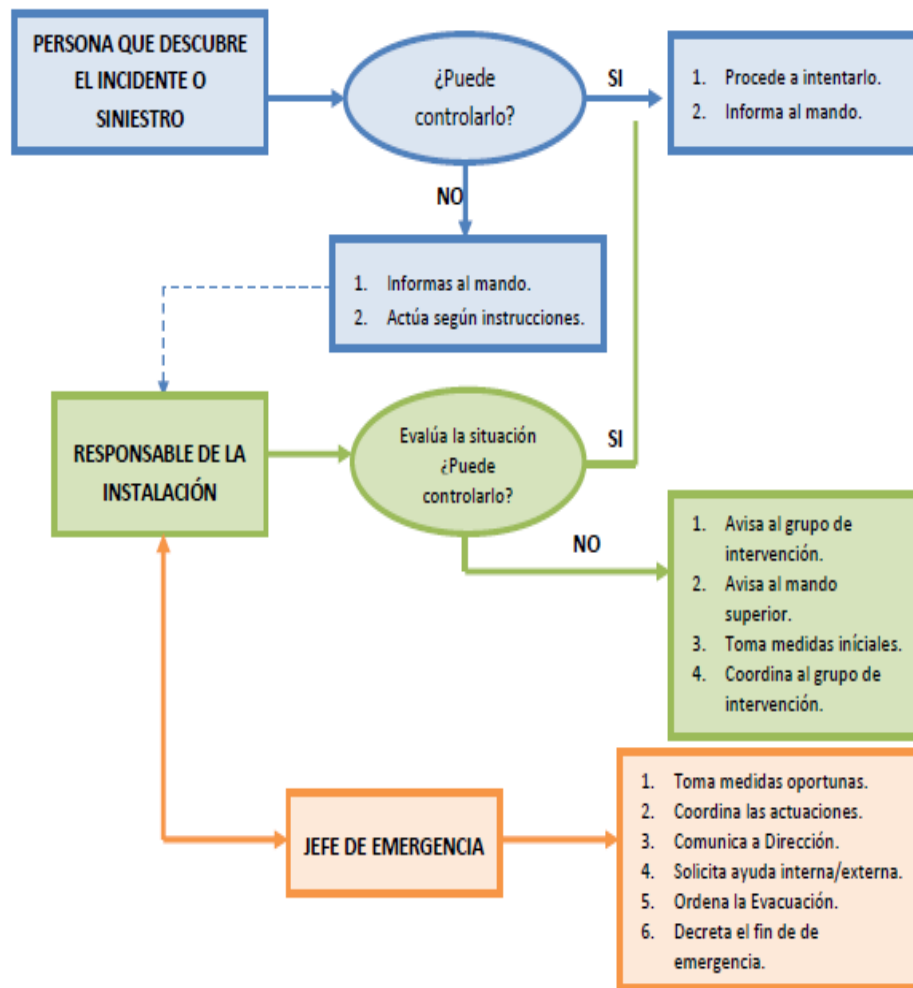 PERSONA QUE DESCUBRE
EL INCIDENTE O
SINIESTRO
¿Puede
controlarlo?
SI
1. Procede a intentarlo.
2. Informa al mando.
NO
1. Informas al mando.
2. Actúa según instrucciones.
RESPONSABLE DE LA
INSTALACIÓN
Evalúa la situación
¿Puede
controlarlo?
SI
NO
1. Avisa al grupo de
intervención.
2. Avisa al mando
superior.
3. Toma medidas iníciales.
4. Coordina al grupo de
intervención.
JEFE DE EMERGENCIA
1. Toma medidas oportunas.
2. Coordina las actuaciones.
3. Comunica a Dirección.
4. Solicita ayuda interna/externa.
5. Ordena la Evacuación.
6. Decreta el fin de de
emergencia.